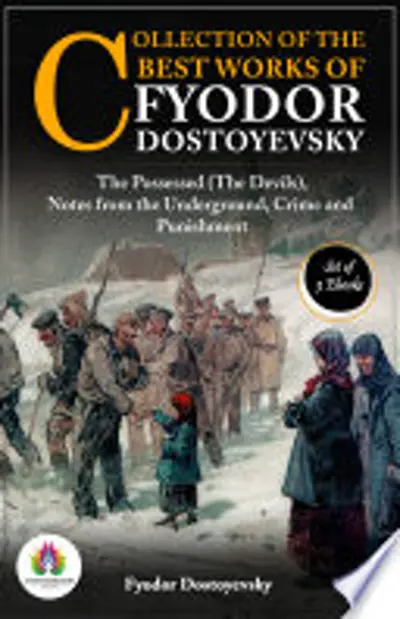 COLLECTION OF THE
BEST WORKS OF
FYODOR
DOSTOYEVSKY
The Possessed (The Devils),
Notes from the Underground, Crime and
Punishment
Set of
3 Ebooks
Fyodor Dostoyevsky